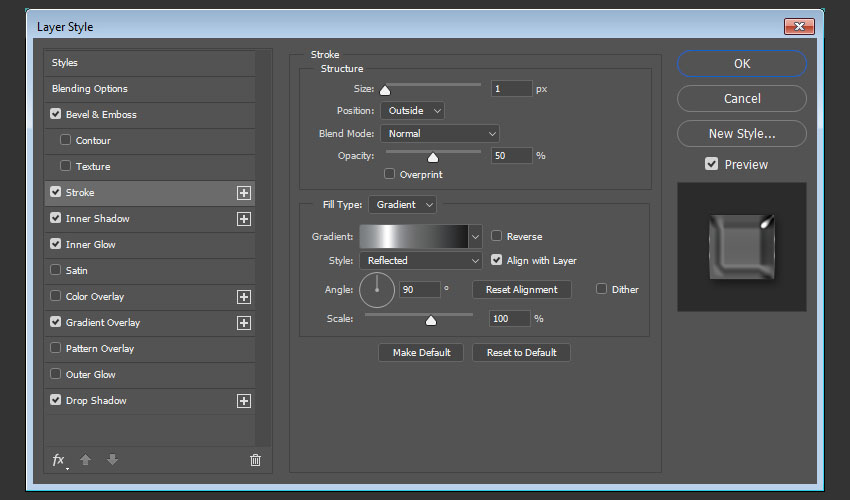 Layer Style
Styles
Blending Options
Bevel & Emboss
Contour
Texture
Stroke
Inner Shadow
Inner Glow
Satin
Color Overlay
Gradient Overlay
Pattern Overlay
Outer Glow
Drop Shadow
fx
Stroke
Structure
Size: 1 px
Position: Outside
Blend Mode: Normal
Opacity: 50 %
Overprint
Fill Type: Gradient
Gradient: Reverse
Style: Reflected Align with Layer
Angle: 90 ° Reset Alignment Dither
Scale: 100 %
Make Default Reset to Default
OK
Cancel
New Style...
Preview